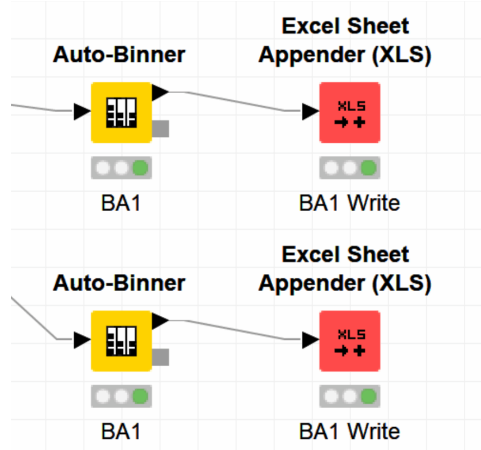 Excel Sheet
Auto-Binner Appender (XLS)
XLS
BA1 BA1 Write
Excel Sheet
Auto-Binner Appender (XLS)
XLS
BA1 BA1 Write